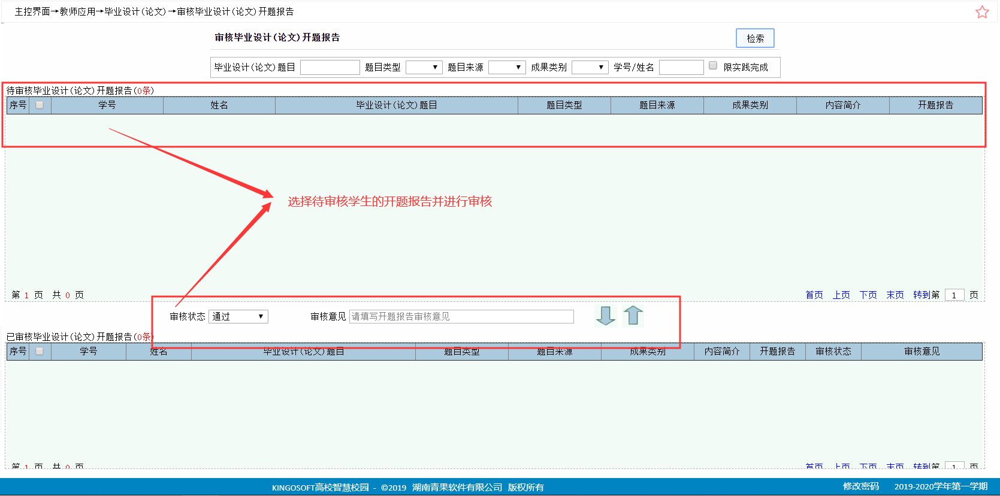 主控界面→教师应用→毕业设计(论文)→审核毕业设计(论文)开题报告
审核毕业设计(论文)开题报告 检索
毕业设计(论文)题目 题目类型 题目来源 成果类别 学号/姓名 限实践完成
待审核毕业设计(论文)开题报告(0条)
序号 学号 姓名 毕业设计(论文)题目 题目类型 题目来源 成果类别 内容简介 开题报告
选择待审核学生的开题报告并进行审核
第 1 页 共 0 页 首页 上页 下页 末页 转到第 1 页
审核状态 通过 审核意见 请填写开题报告审核意见
已审核毕业设计(论文)开题报告(0条)
序号 学号 姓名 毕业设计(论文)题目 题目类型 题目来源 成果类别 内容简介 开题报告 审核状态 审核意见
第 1 页 共 0 页 首页 上页 下页 末页 转到第 1 页
KINGOSOFT高校智慧校园 - ©2019 湖南青果软件有限公司 版权所有 修改密码 2019-2020学年第一学期